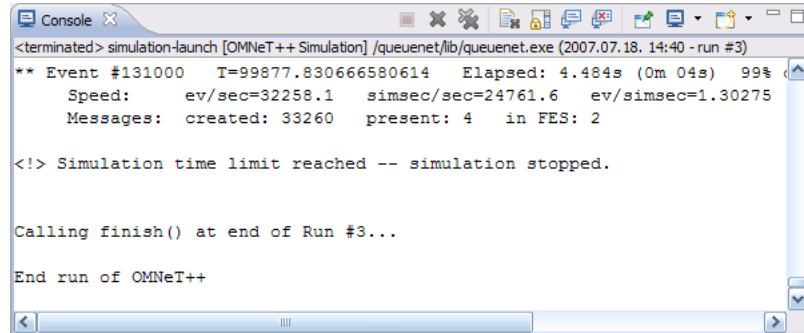 Console
<terminated> simulation-launch [OMNeT++ Simulation] /queuenet/lib/queuenet.exe (2007.07.18. 14:40 - run #3)
** Event #131000   T=99877.830666580614   Elapsed: 4.484s (0m 04s)  99%
Speed:     ev/sec=32258.1   simsec/sec=24761.6   ev/simsec=1.30275
Messages:  created: 33260   present: 4   in FES: 2
<!> Simulation time limit reached -- simulation stopped.
Calling finish() at end of Run #3...
End run of OMNeT++